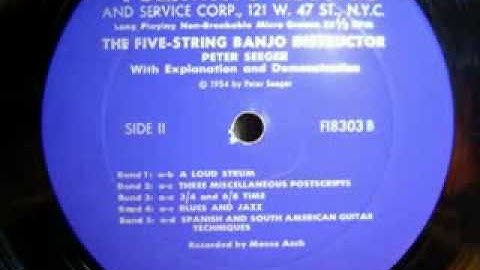 AND SERVICE CORP., 121 W. 47 ST., N.Y.C.
Long Playing Non-Breakable Micro Groove 33 1/3 RPM
THE FIVE-STRING BANJO INSTRUCTOR
PETER SEEGER
With Explanation and Demonstration
© 1954 by Peter Seeger
SIDE II
FI8303 B
Band 1: a-b A LOUD STRUM
Band 2: a-c THREE MISCELLANEOUS POSTSCRIPTS
Band 3: a-c 3/4 and 6/8 TIME
Band 4: a-c BLUES AND JAZZ
Band 5: a-d SPANISH AND SOUTH AMERICAN GUITAR
TECHNIQUES
Recorded by Moses Asch